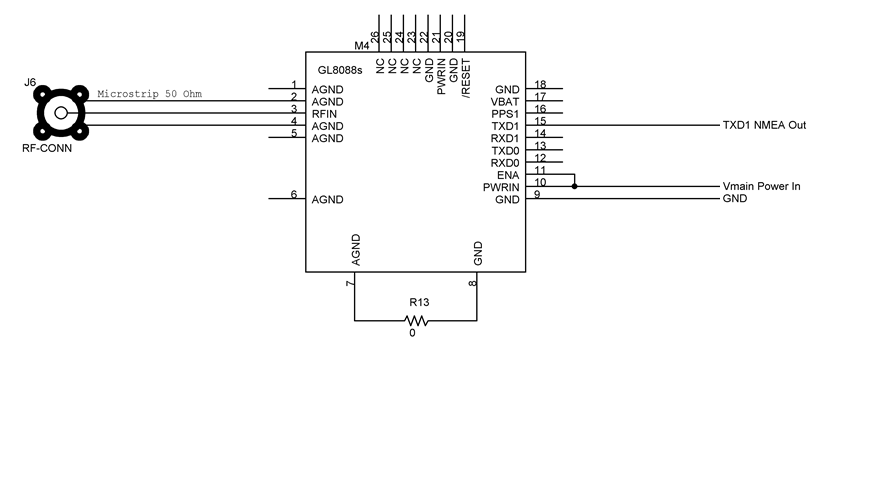 26
25
24
23
22
21
20
19
M4
NC
NC
NC
NC
GND
PWRIN
GND
/RESET
GL8088s
J6
Microstrip 50 Ohm
RF-CONN
1 AGND
2 AGND
3 RFIN
4 AGND
5 AGND
6 AGND
GND 18
VBAT 17
PPS1 16
TXD1 15 TXD1 NMEA Out
RXD1 14
TXD0 13
RXD0 12
ENA 11
PWRIN 10 Vmain Power In
GND 9 GND
AGND
GND
7
8
R13
0